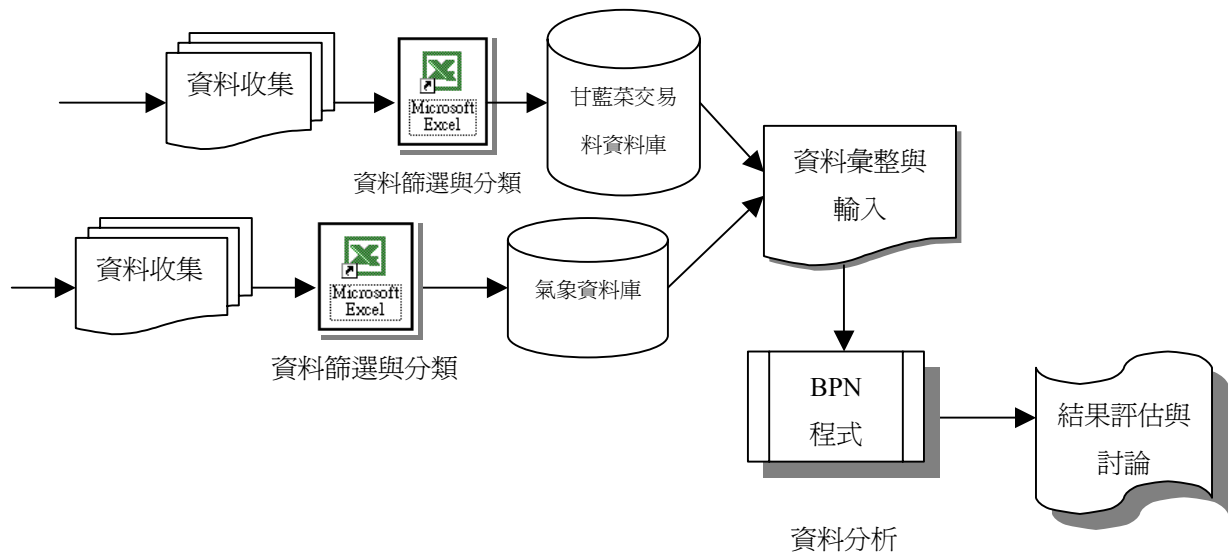 資料收集
Microsoft
Excel
資料篩選與分類
甘藍菜交易
料資料庫
資料收集
Microsoft
Excel
資料篩選與分類
氣象資料庫
資料彙整與
輸入
BPN
程式
資料分析
結果評估與
討論